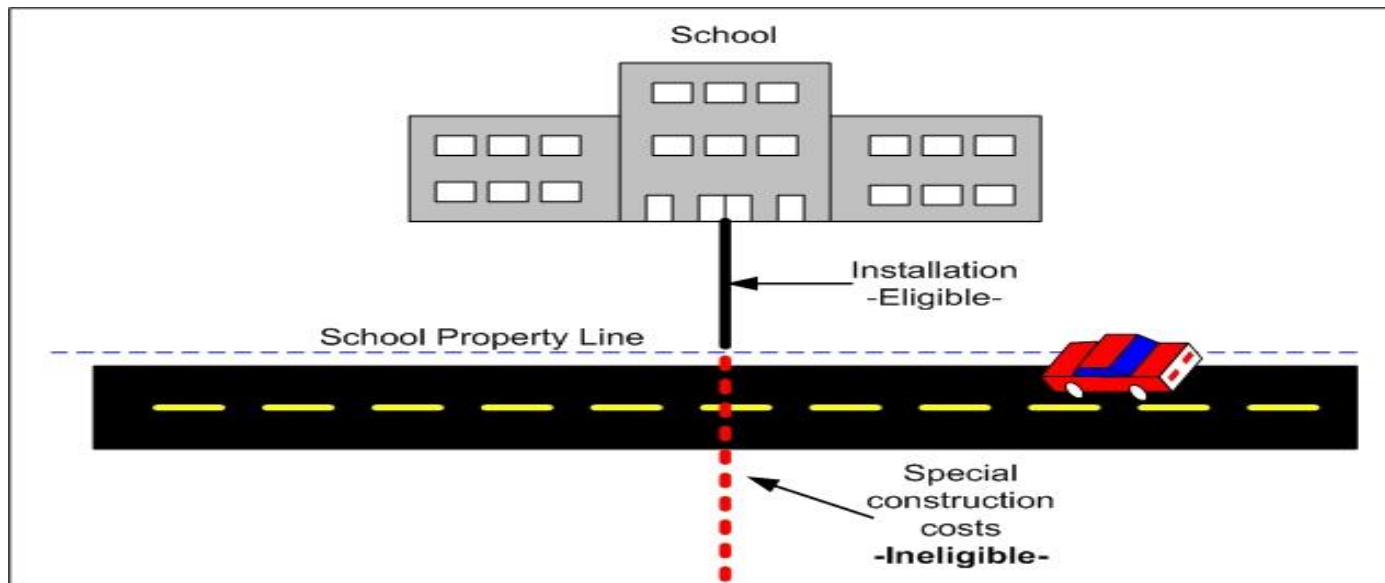 School
Installation
-Eligible-
School Property Line
Special
construction
costs
-Ineligible-